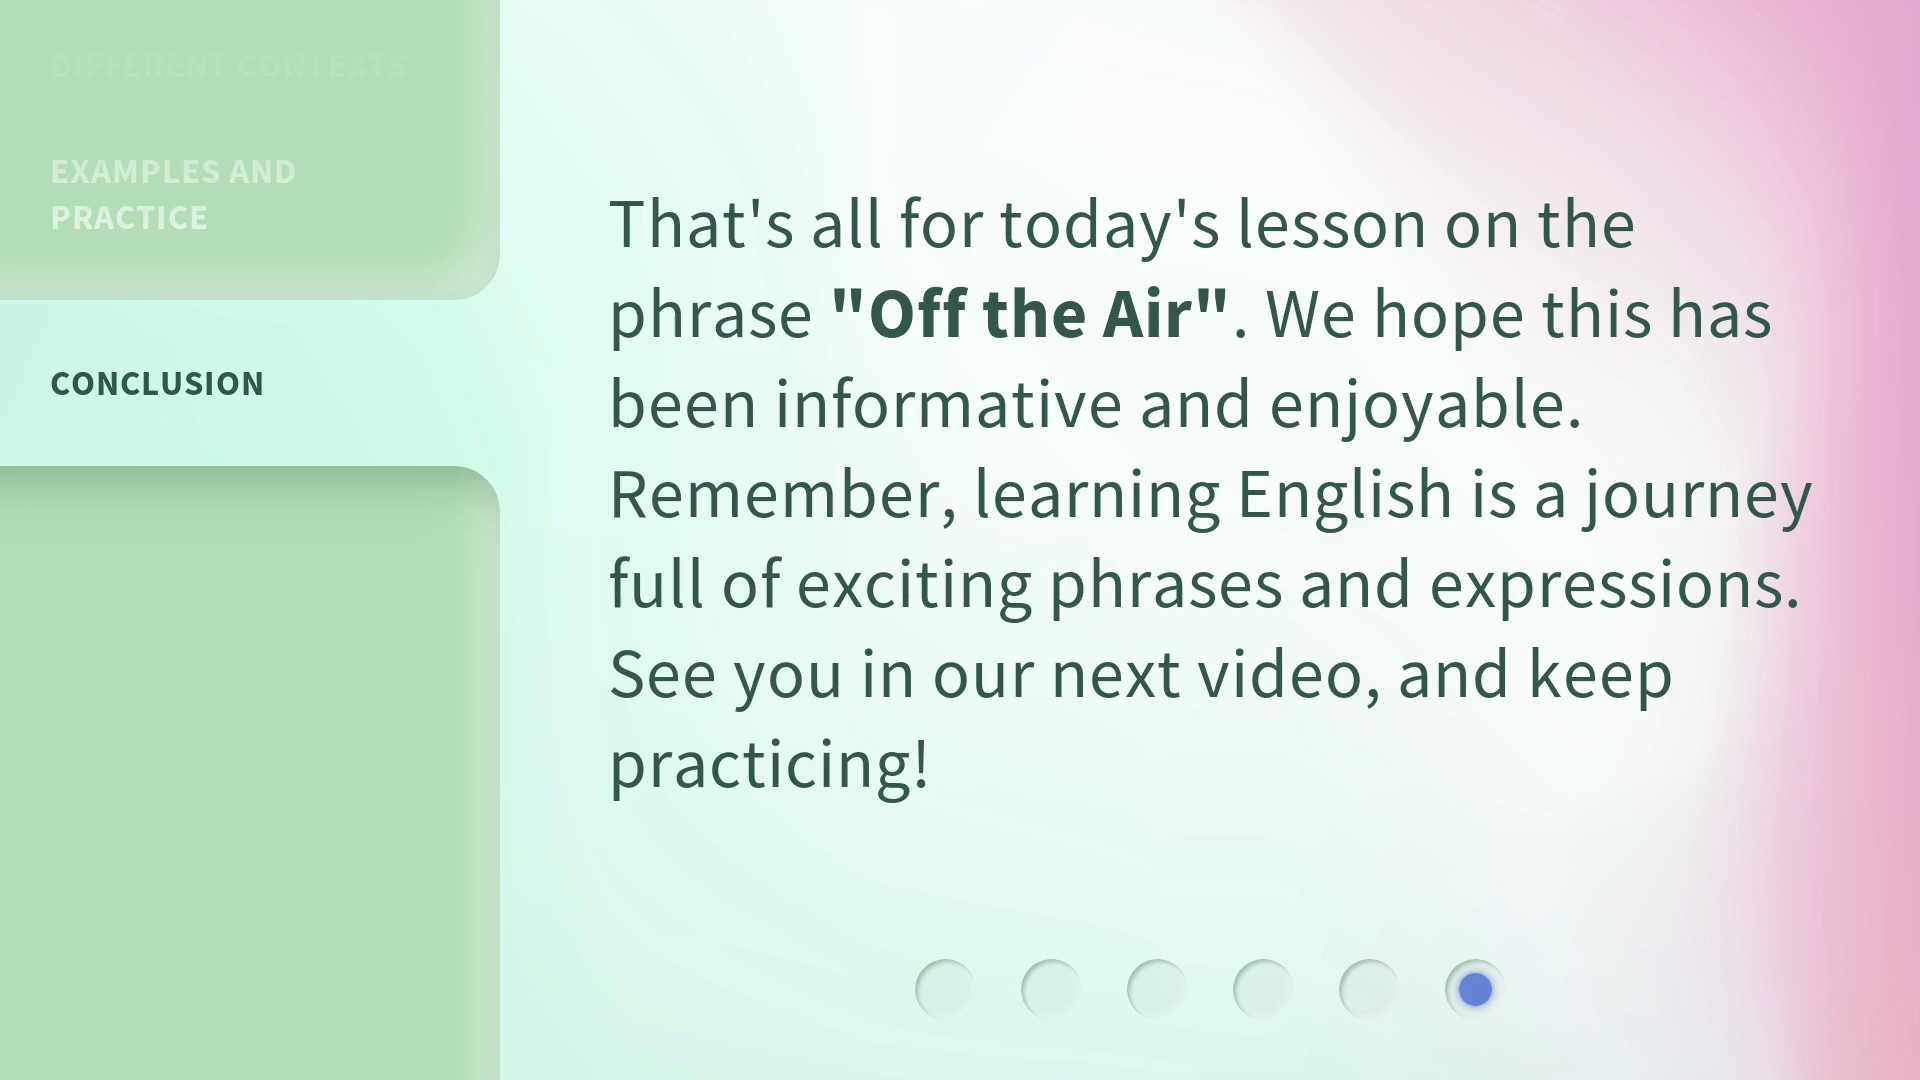 DIFFERENT CONTEXTS
EXAMPLES AND
PRACTICE
CONCLUSION
That's all for today's lesson on the
phrase "Off the Air". We hope this has
been informative and enjoyable.
Remember, learning English is a journey
full of exciting phrases and expressions.
See you in our next video, and keep
practicing!